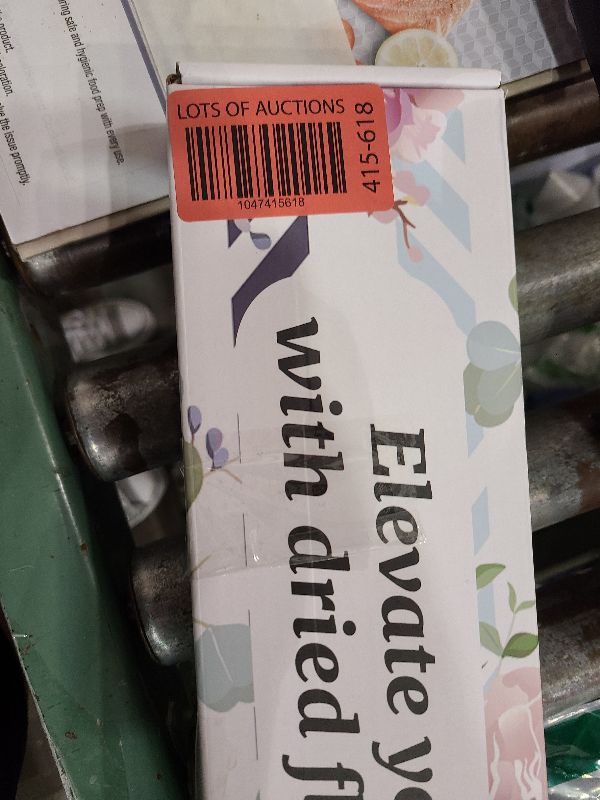 LOTS OF AUCTIONS
1047415618
415-618
Elevate
with dried
safe and hygienic food prep with every use.
product.
the issue promptly.